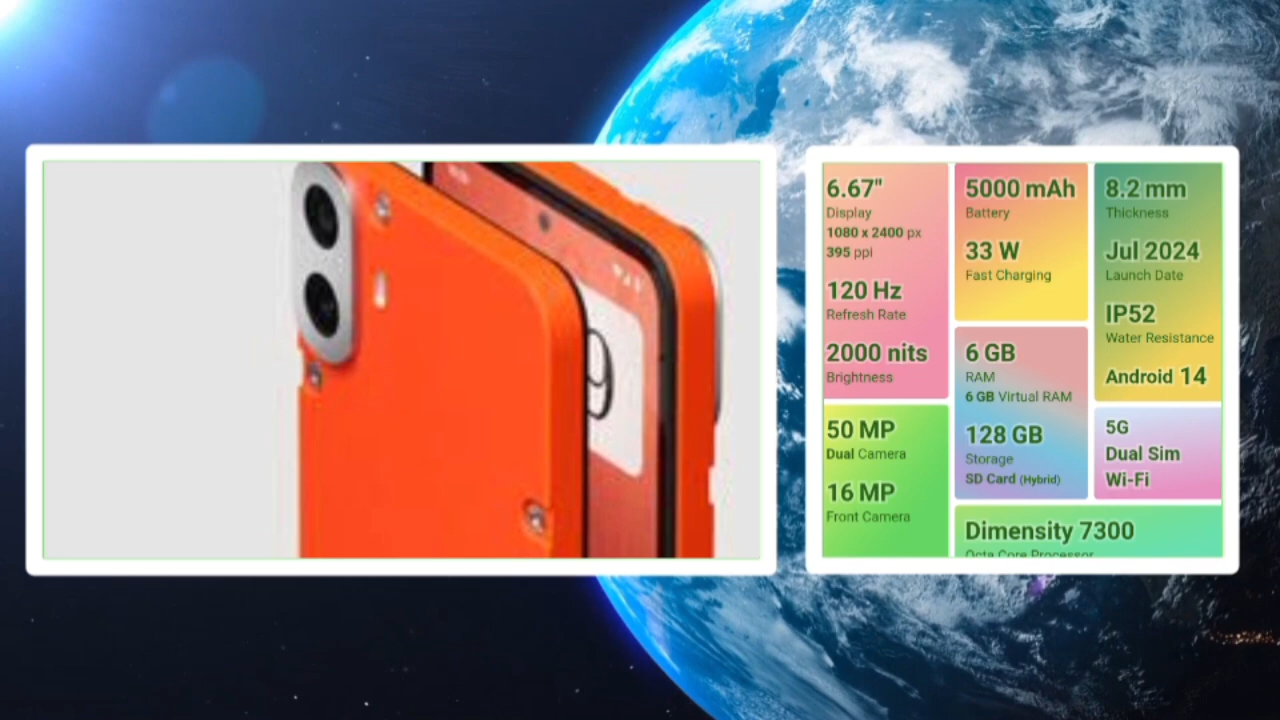 6.67"
Display
1080 x 2400 px
395 ppi
120 Hz
Refresh Rate
2000 nits
Brightness
50 MP
Dual Camera
16 MP
Front Camera
5000 mAh
Battery
33 W
Fast Charging
6 GB
RAM
6 GB Virtual RAM
128 GB
Storage
SD Card (Hybrid)
8.2 mm
Thickness
Jul 2024
Launch Date
IP52
Water Resistance
Android 14
5G
Dual Sim
Wi-Fi
Dimensity 7300
Octa Core Processor